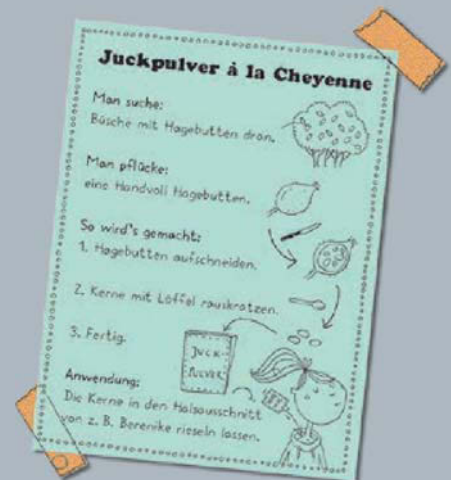 Juckpulver à la Cheyenne
Man suche:
Büsche mit Hagebutten dran.
Man pflücke:
eine Handvoll Hagebutten.
So wird's gemacht:
1. Hagebutten aufschneiden.
2. Kerne mit Löffel rauskratzen.
3. Fertig.
JUCK-
PULVER
Anwendung:
Die Kerne in den Halsausschnitt
von z. B. Berenike rieseln lassen.